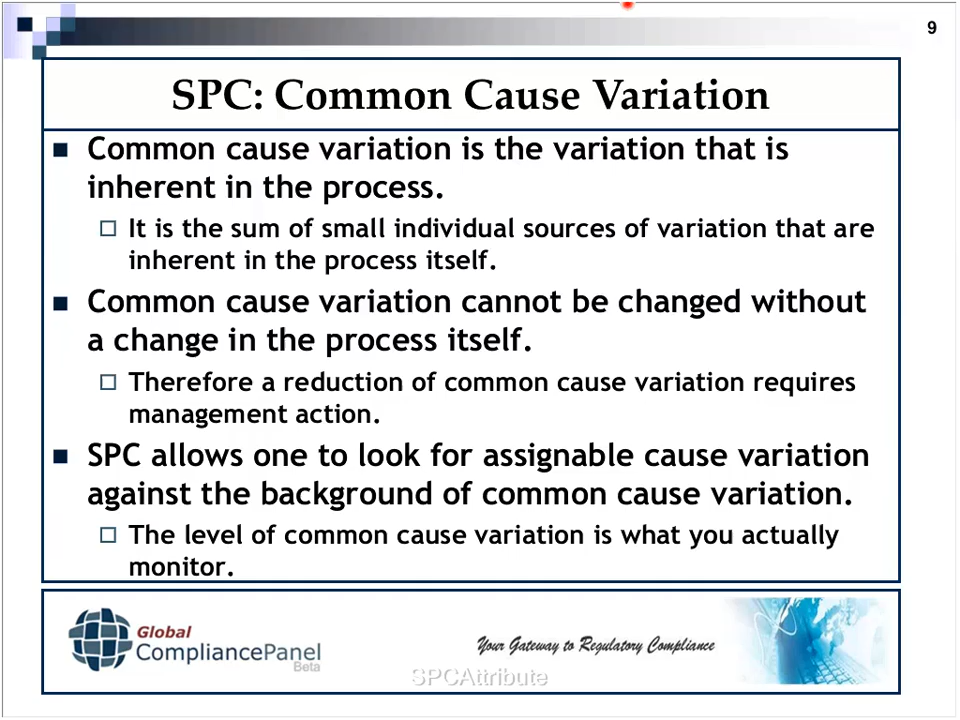 9
SPC: Common Cause Variation
Common cause variation is the variation that is
inherent in the process.
It is the sum of small individual sources of variation that are
inherent in the process itself.
Common cause variation cannot be changed without
a change in the process itself.
Therefore a reduction of common cause variation requires
management action.
SPC allows one to look for assignable cause variation
against the background of common cause variation.
The level of common cause variation is what you actually
monitor.
Global
CompliancePanel
Beta
Your Gateway to Regulatory Compliance
SPCAttribute